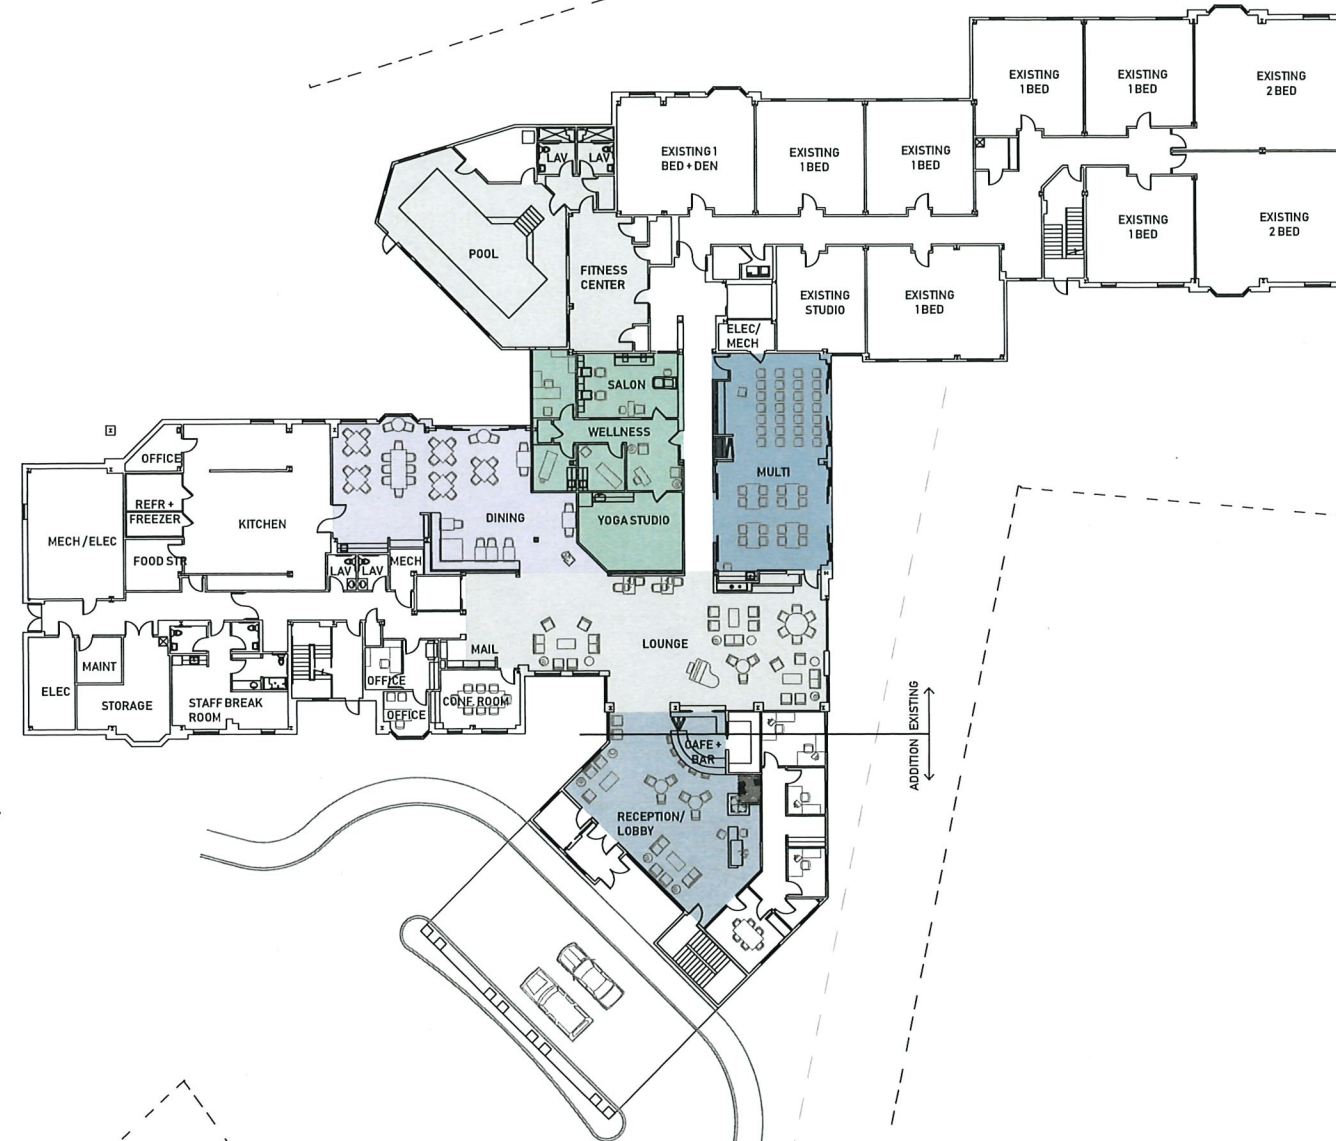 EXISTING
1 BED
EXISTING
1 BED
EXISTING
2 BED
EXISTING 1
BED + DEN
EXISTING
1 BED
EXISTING
1 BED
LAV
LAV
EXISTING
1 BED
EXISTING
2 BED
POOL
FITNESS
CENTER
EXISTING
STUDIO
EXISTING
1 BED
ELEC/
MECH
SALON
WELLNESS
MULTI
OFFICE
REFR +
FREEZER
KITCHEN
DINING
YOGA STUDIO
MECH / ELEC
FOOD STR
LAV
LAV
MECH
LOUNGE
MAIL
MAINT
ELEC
STORAGE
STAFF BREAK
ROOM
OFFICE
OFFICE
CONF. ROOM
CAFE +
BAR
RECEPTION/
LOBBY
ADDITION EXISTING